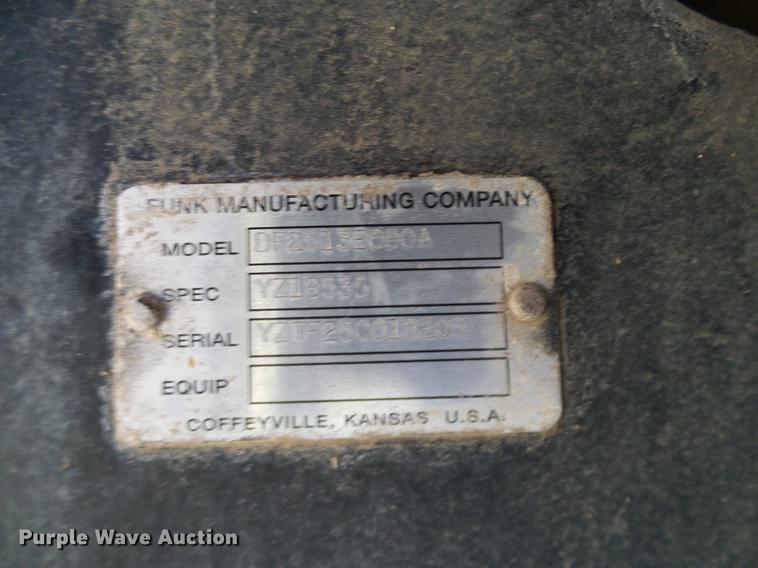 FUNK MANUFACTURING COMPANY
MODEL
SPEC
SERIAL
EQUIP
COFFEYVILLE, KANSAS U.S.A.
Purple Wave Auction